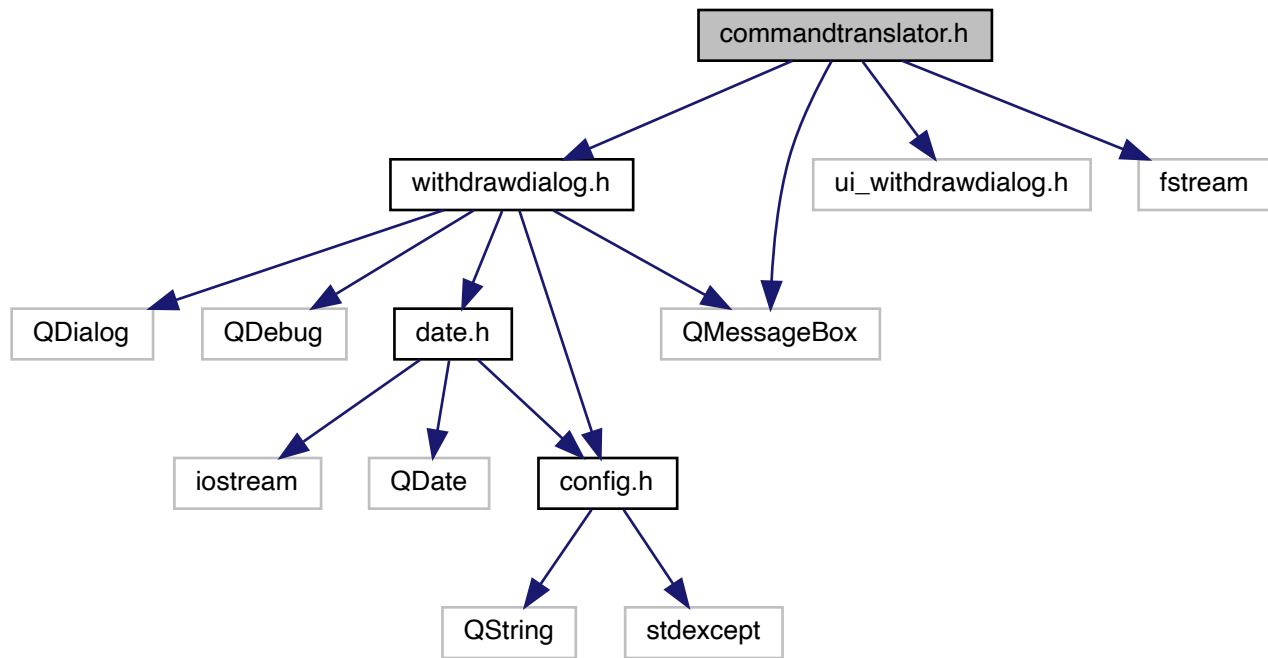 commandtranslator.h
withdrawdialog.h
ui_withdrawdialog.h
fstream
QDialog
QDebug
date.h
QMessageBox
iostream
QDate
config.h
QString
stdexcept